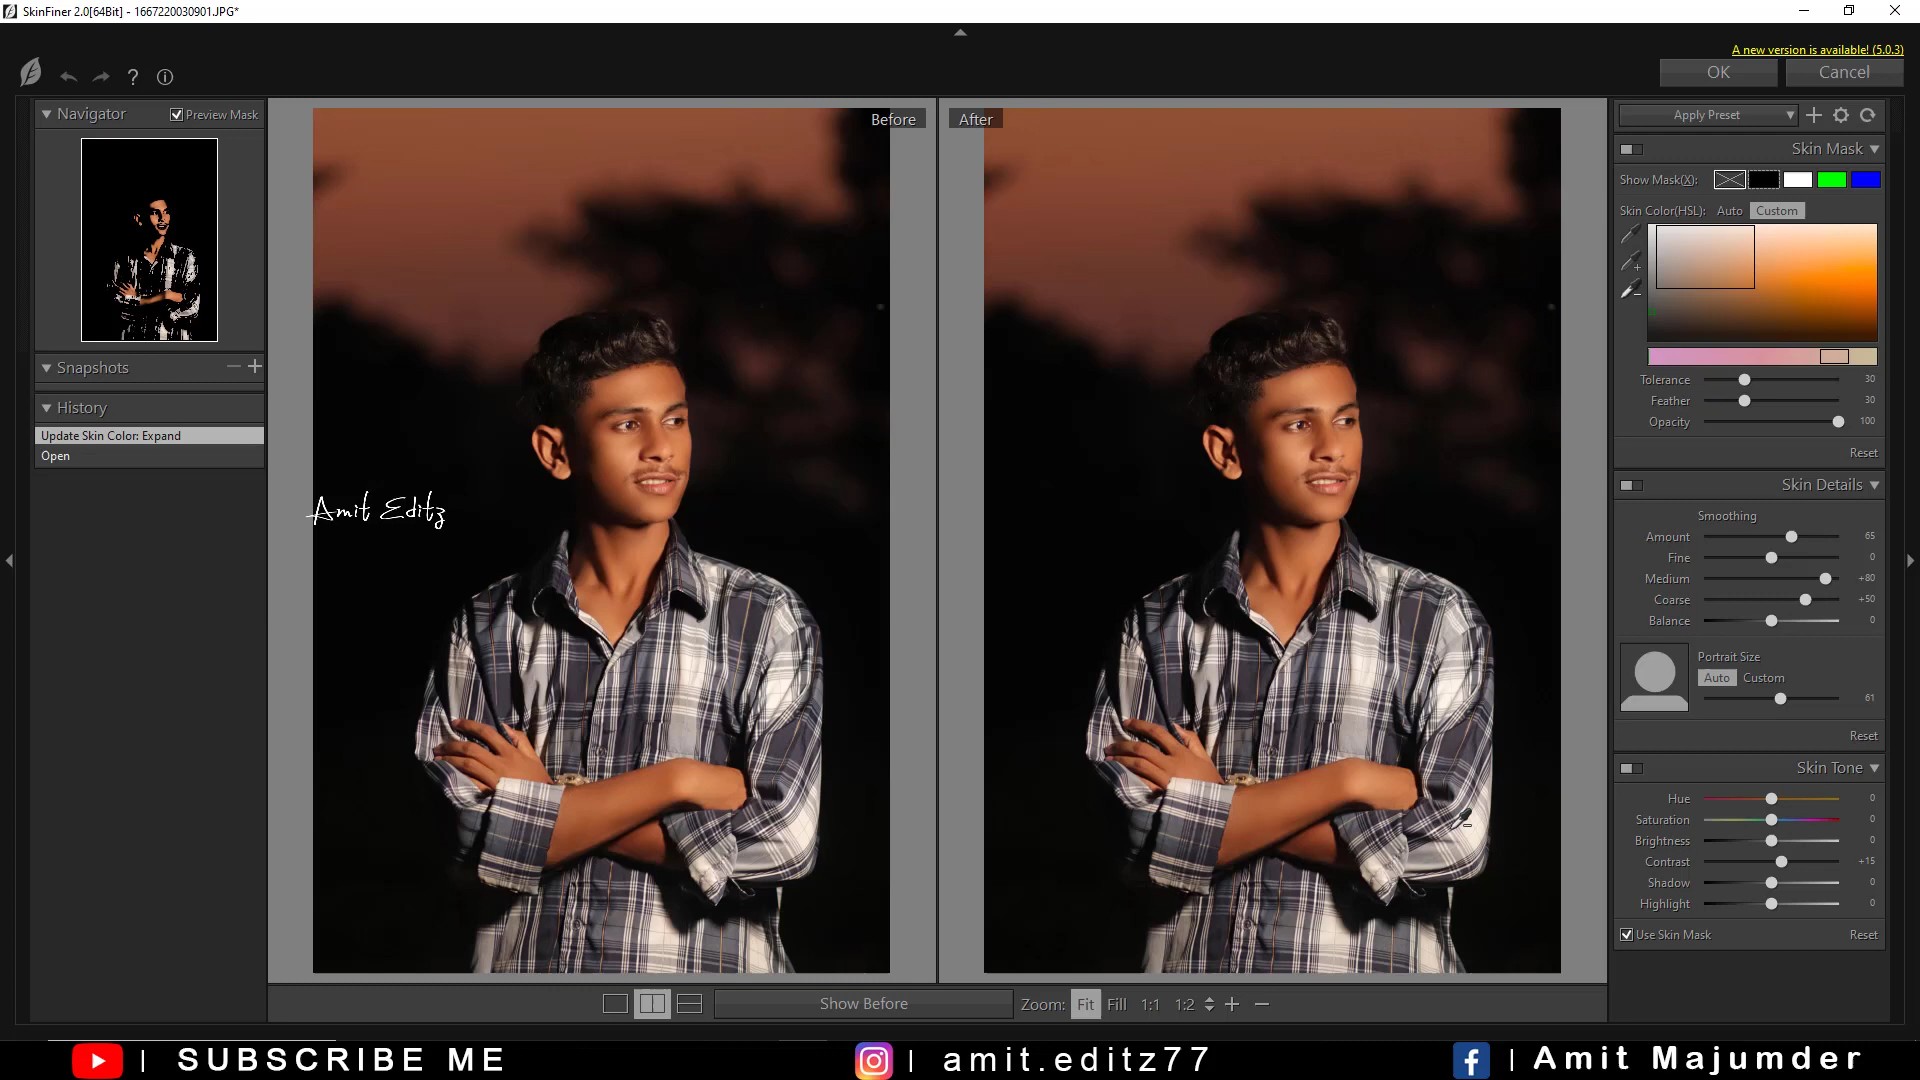 SkinFiner 2.0[64Bit] - 1667220030901.JPG*
A new version is available! (5.0.3)
OK Cancel
Navigator Preview Mask
Snapshots
History
Update Skin Color: Expand
Open
Before
After
Amit Editz
Apply Preset
Skin Mask
Show Mask(X):
Skin Color(HSL): Auto Custom
Tolerance 30
Feather 30
Opacity 100
Reset
Skin Details
Smoothing
Amount 65
Fine 0
Medium +80
Coarse +50
Balance 0
Portrait Size
Auto Custom
61
Reset
Skin Tone
Hue 0
Saturation 0
Brightness 0
Contrast +15
Shadow 0
Highlight 0
Use Skin Mask Reset
Show Before Zoom: Fit Fill 1:1 1:2
| SUBSCRIBE ME | amit.editz77 | Amit Majumder